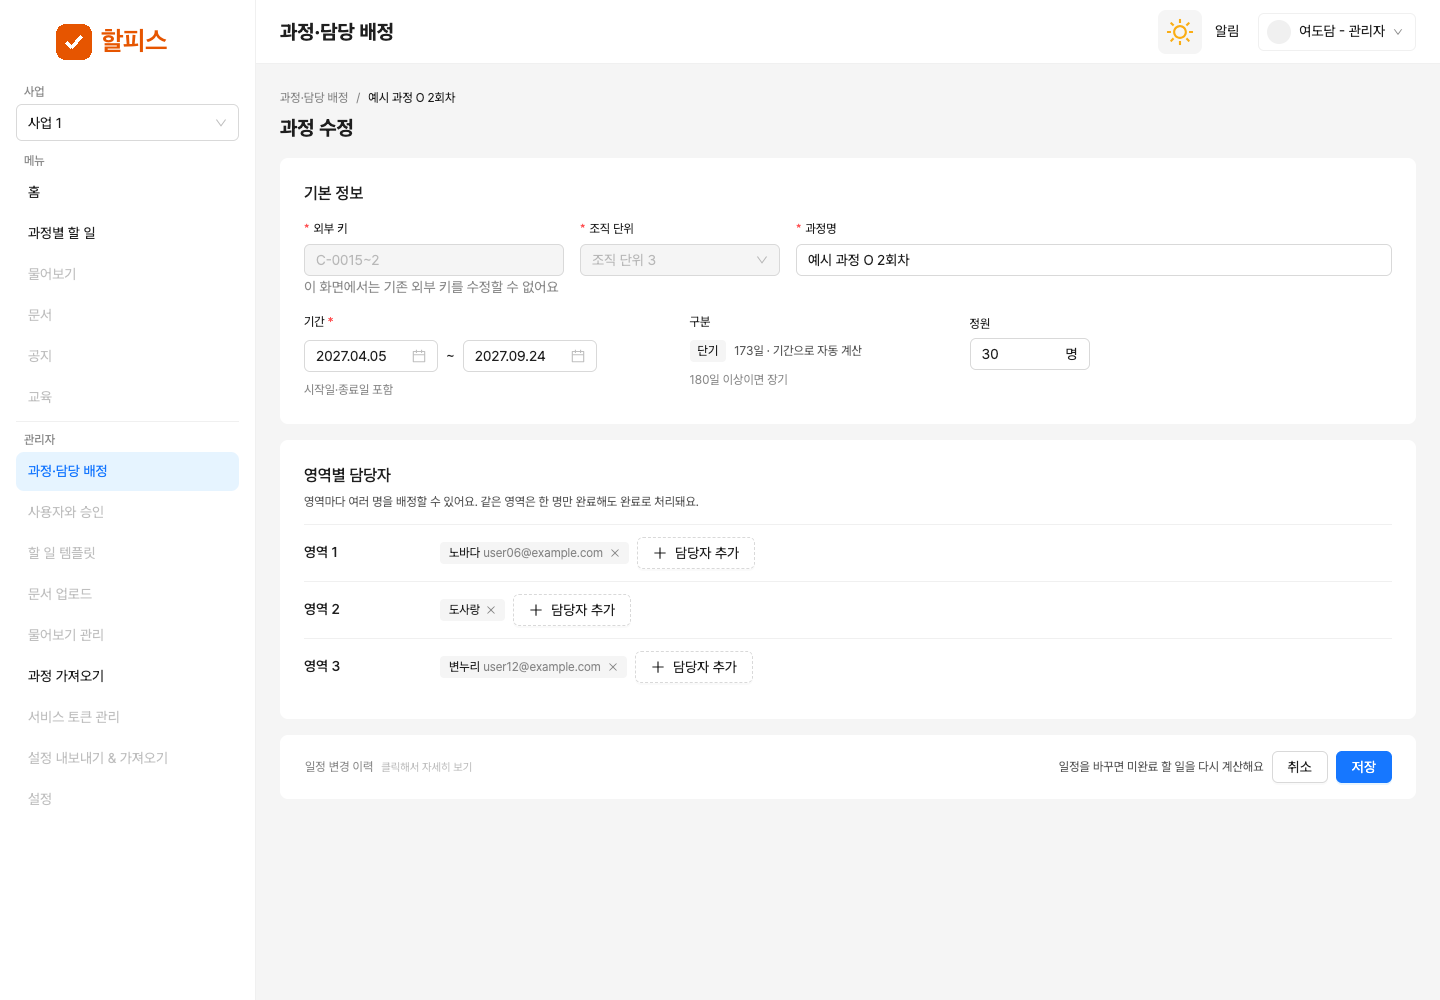 할피스
사업
사업 1
메뉴
홈
과정별 할 일
물어보기
문서
공지
교육
관리자
과정·담당 배정
사용자와 승인
할 일 템플릿
문서 업로드
물어보기 관리
과정 가져오기
서비스 토큰 관리
설정 내보내기 & 가져오기
설정
과정·담당 배정
알림
여도담 - 관리자
과정·담당 배정 / 예시 과정 O 2회차
과정 수정
기본 정보
* 외부 키 * 조직 단위 * 과정명
C-0015~2 조직 단위 3 예시 과정 O 2회차
이 화면에서는 기존 외부 키를 수정할 수 없어요
기간 * 구분 정원
2027.04.05 ~ 2027.09.24 단기 173일 · 기간으로 자동 계산 30 명
시작일·종료일 포함 180일 이상이면 장기
영역별 담당자
영역마다 여러 명을 배정할 수 있어요. 같은 영역은 한 명만 완료해도 완료로 처리돼요.
영역 1 노바다 user06@example.com 담당자 추가
영역 2 도사랑 담당자 추가
영역 3 변누리 user12@example.com 담당자 추가
일정 변경 이력 클릭해서 자세히 보기 일정을 바꾸면 미완료 할 일을 다시 계산해요 취소 저장